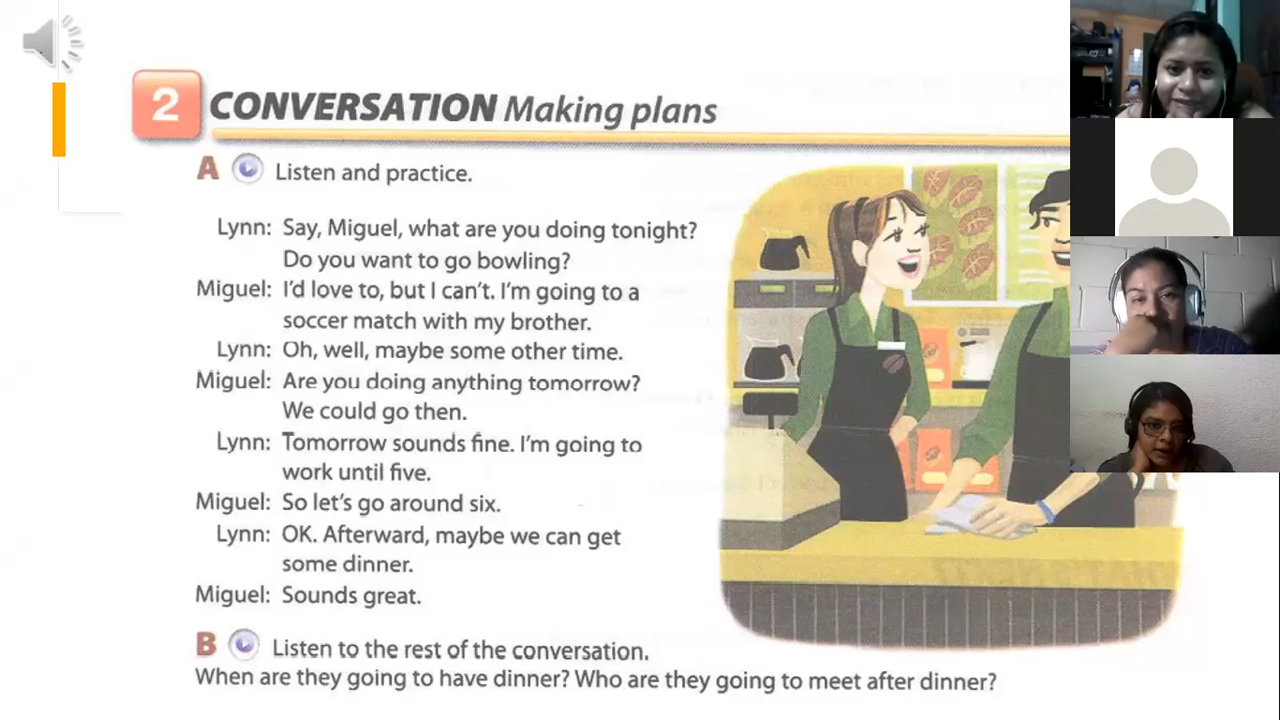 2 CONVERSATION Making plans
A Listen and practice.
Lynn: Say, Miguel, what are you doing tonight?
Do you want to go bowling?
Miguel: I'd love to, but I can't. I'm going to a
soccer match with my brother.
Lynn: Oh, well, maybe some other time.
Miguel: Are you doing anything tomorrow?
We could go then.
Lynn: Tomorrow sounds fine. I'm going to
work until five.
Miguel: So let's go around six.
Lynn: OK. Afterward, maybe we can get
some dinner.
Miguel: Sounds great.
B Listen to the rest of the conversation.
When are they going to have dinner? Who are they going to meet after dinner?